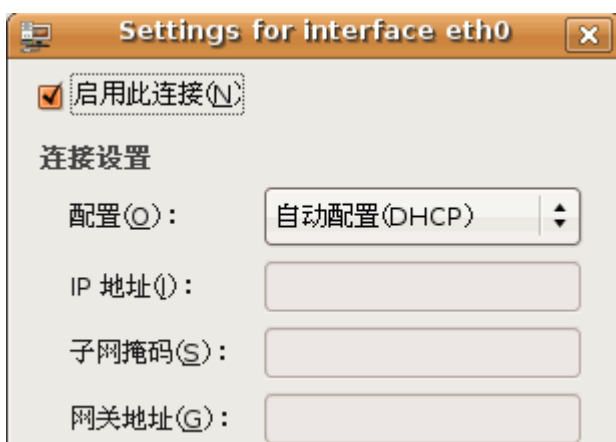 Settings for interface eth0
启用此连接(N)
连接设置
配置(O)： 自动配置(DHCP)
IP 地址(I)：
子网掩码(S)：
网关地址(G)：